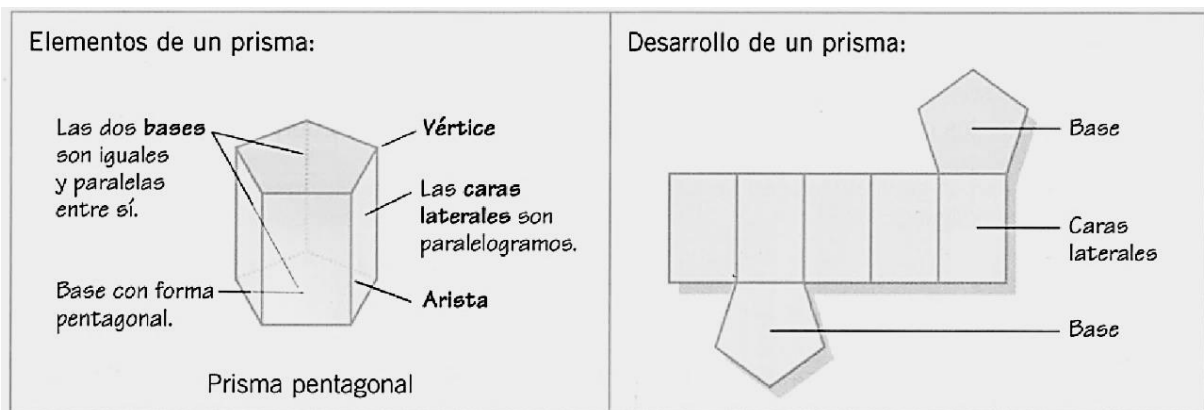 Elementos de un prisma:
Las dos bases
son iguales
y paralelas
entre sí.
Vértice
Las caras
laterales son
paralelogramos.
Base con forma
pentagonal.
Arista
Prisma pentagonal
Desarrollo de un prisma:
Base
Caras
laterales
Base